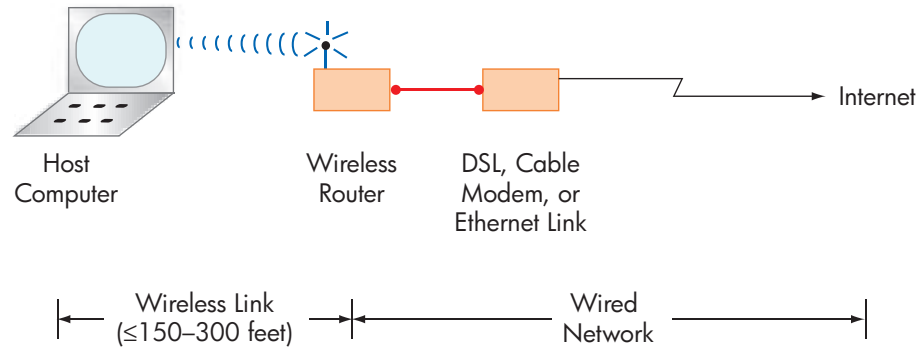 Internet
Host
Computer
Wireless
Router
DSL, Cable
Modem, or
Ethernet Link
Wireless Link
(≤150–300 feet)
Wired
Network